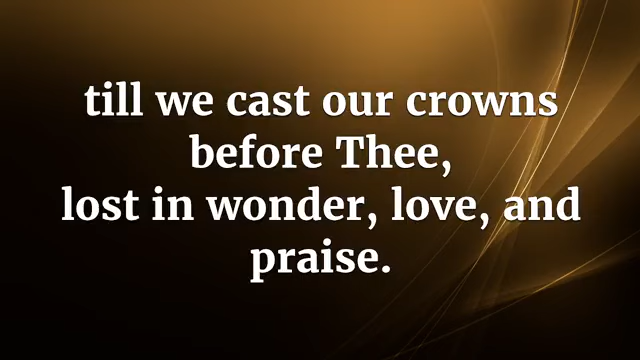 till we cast our crowns
before Thee,
lost in wonder, love, and
praise.